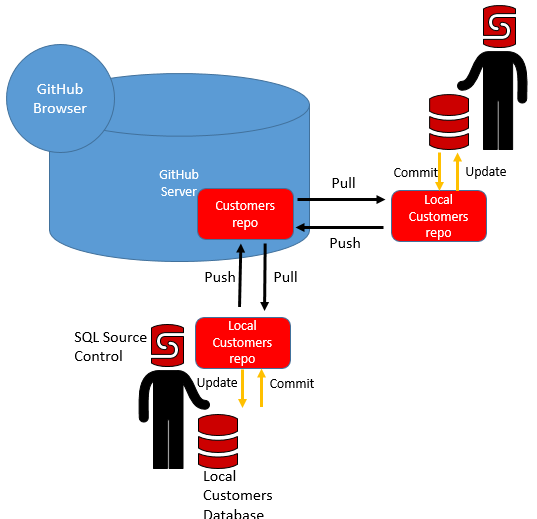 GitHub
Browser
GitHub
Server
Customers
repo
Pull
Push
Commit
Update
Local
Customers
repo
Push
Pull
SQL Source
Control
Local
Customers
repo
Update
Commit
Local
Customers
Database